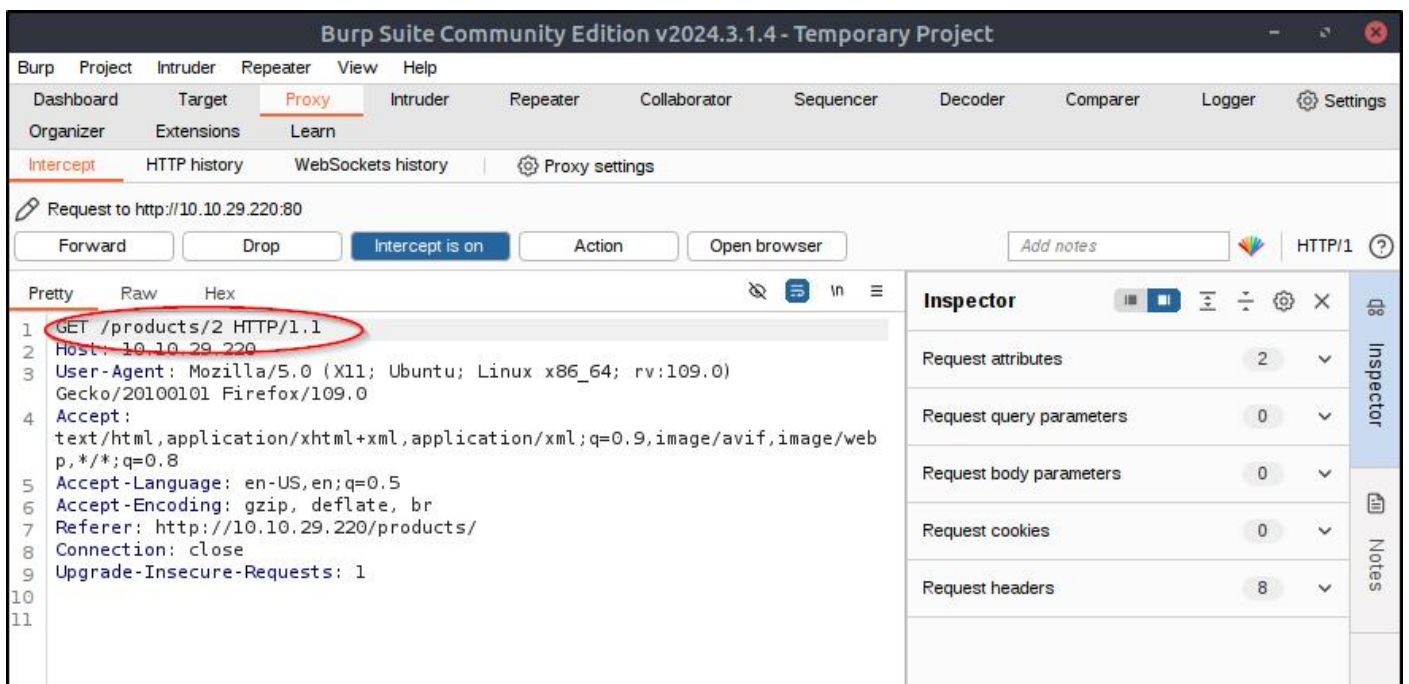 Burp Suite Community Edition v2024.3.1.4 - Temporary Project
Burp Project Intruder Repeater View Help
Dashboard Target Proxy Intruder Repeater Collaborator Sequencer Decoder Comparer Logger Settings
Organizer Extensions Learn
Intercept HTTP history WebSockets history Proxy settings
Request to http://10.10.29.220:80
Forward Drop Intercept is on Action Open browser Add notes HTTP/1 ?
Pretty Raw Hex \n
Inspector
1 GET /products/2 HTTP/1.1
2 Host: 10.10.29.220
3 User-Agent: Mozilla/5.0 (X11; Ubuntu; Linux x86_64; rv:109.0)
Gecko/20100101 Firefox/109.0
4 Accept:
text/html,application/xhtml+xml,application/xml;q=0.9,image/avif,image/web
p,*/*;q=0.8
5 Accept-Language: en-US,en;q=0.5
6 Accept-Encoding: gzip, deflate, br
7 Referer: http://10.10.29.220/products/
8 Connection: close
9 Upgrade-Insecure-Requests: 1
10
11
Request attributes 2
Request query parameters 0
Request body parameters 0
Request cookies 0
Request headers 8
Inspector
Notes